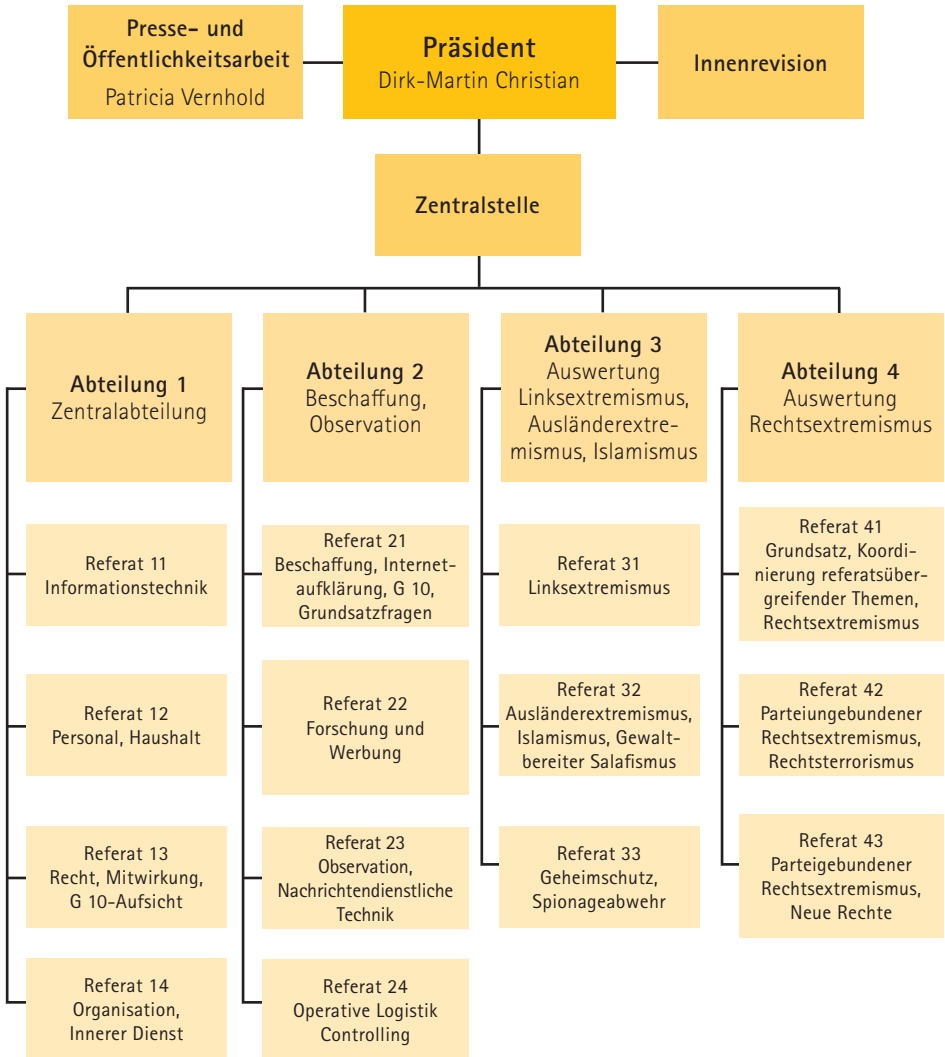 Presse- und
Öffentlichkeitsarbeit
Patricia Vernhold
Präsident
Dirk-Martin Christian
Innenrevision
Zentralstelle
Abteilung 1
Zentralabteilung
Referat 11
Informationstechnik
Referat 12
Personal, Haushalt
Referat 13
Recht, Mitwirkung,
G 10-Aufsicht
Referat 14
Organisation,
Innerer Dienst
Abteilung 2
Beschaffung,
Observation
Referat 21
Beschaffung, Internet-
aufklärung, G 10,
Grundsatzfragen
Referat 22
Forschung und
Werbung
Referat 23
Observation,
Nachrichtendienstliche
Technik
Referat 24
Operative Logistik
Controlling
Abteilung 3
Auswertung
Linksextremismus,
Ausländerextre-
mismus, Islamismus
Referat 31
Linksextremismus
Referat 32
Ausländerextremismus,
Islamismus, Gewalt-
bereiter Salafismus
Referat 33
Geheimschutz,
Spionageabwehr
Abteilung 4
Auswertung
Rechtsextremismus
Referat 41
Grundsatz, Koordi-
nierung referatsüber-
greifender Themen,
Rechtsextremismus
Referat 42
Parteiungebundener
Rechtsextremismus,
Rechtsterrorismus
Referat 43
Parteigebundener
Rechtsextremismus,
Neue Rechte